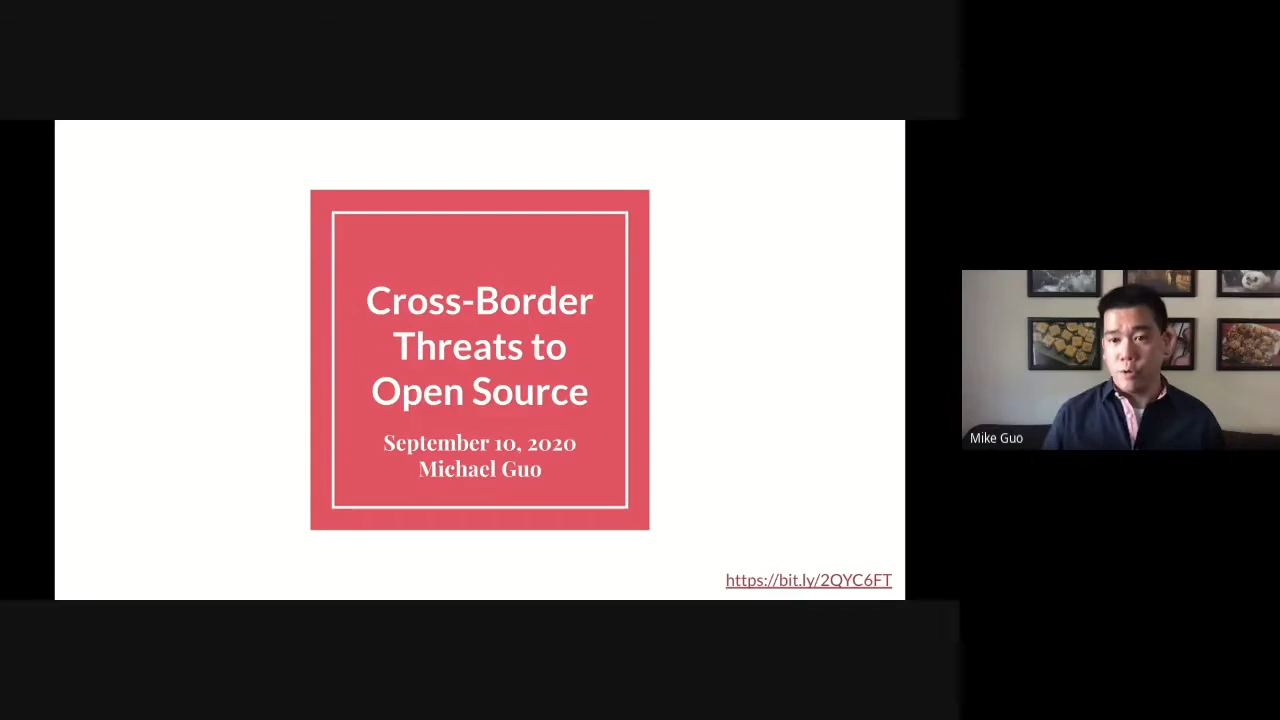 Cross-Border
Threats to
Open Source
September 10, 2020
Michael Guo
https://bit.ly/2QYC6FT
Mike Guo